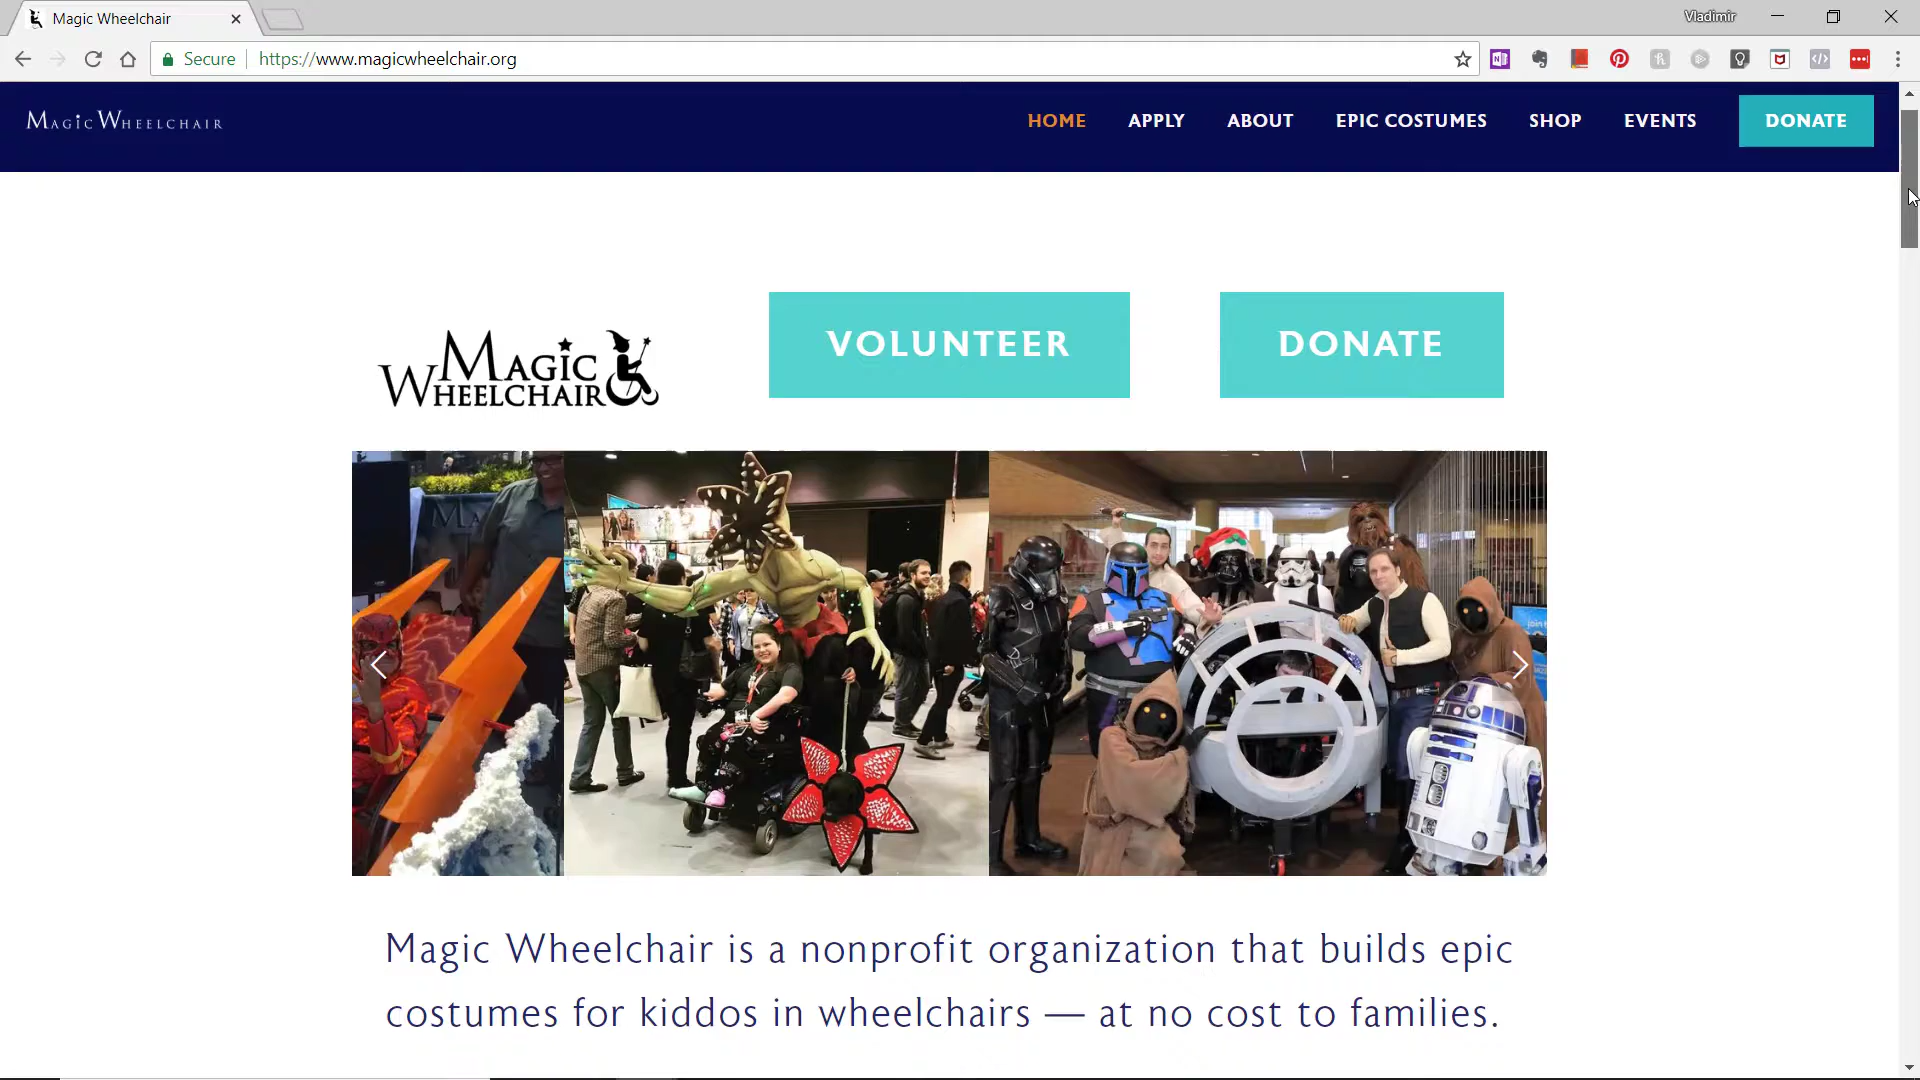 Magic Wheelchair
Vladimir
Secure
https://www.magicwheelchair.org
MAGIC WHEELCHAIR
HOME
APPLY
ABOUT
EPIC COSTUMES
SHOP
EVENTS
DONATE
MAGIC
WHEELCHAIR
VOLUNTEER
DONATE
Magic Wheelchair is a nonprofit organization that builds epic
costumes for kiddos in wheelchairs — at no cost to families.